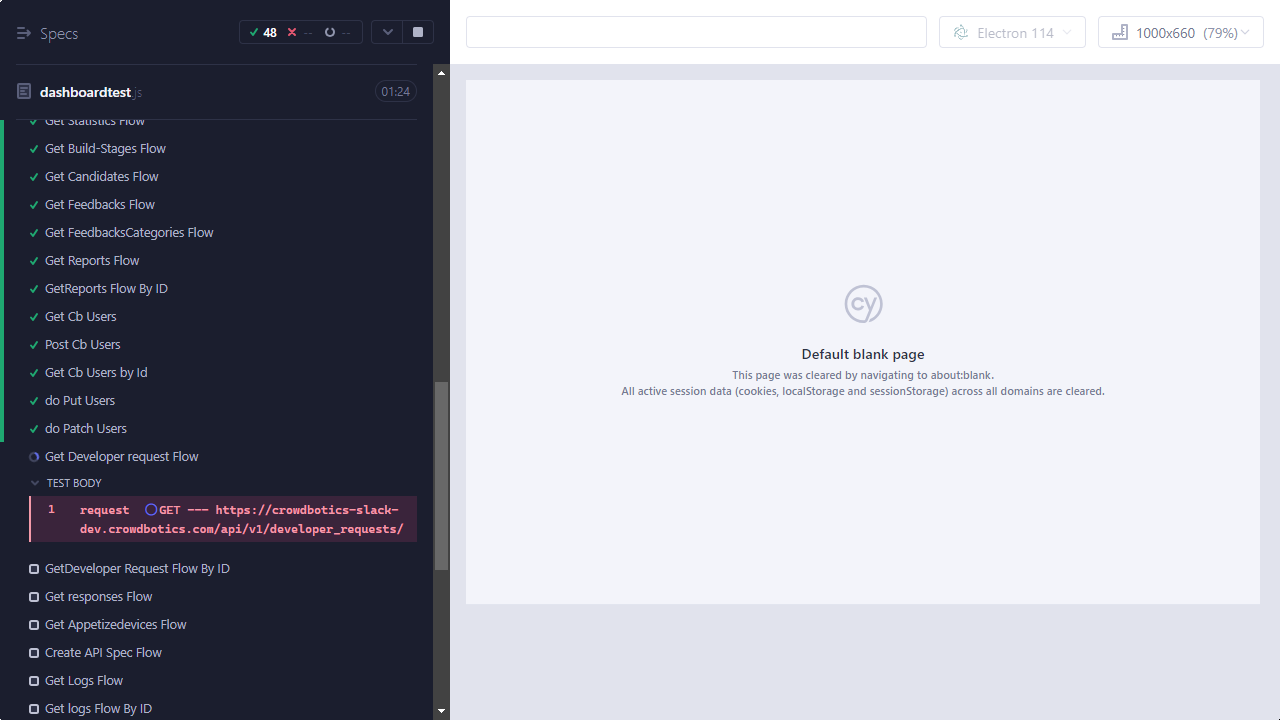 Specs
48
--
--
Electron 114
1000x660 (79%)
dashboardtest.js
01:24
Get Statistics Flow
Get Build-Stages Flow
Get Candidates Flow
Get Feedbacks Flow
Get FeedbacksCategories Flow
Get Reports Flow
GetReports Flow By ID
Get Cb Users
Post Cb Users
Get Cb Users by Id
do Put Users
do Patch Users
Get Developer request Flow
TEST BODY
1 request GET --- https://crowdbotics-slack-
dev.crowdbotics.com/api/v1/developer_requests/
GetDeveloper Request Flow By ID
Get responses Flow
Get Appetizedevices Flow
Create API Spec Flow
Get Logs Flow
Get logs Flow By ID
cy
Default blank page
This page was cleared by navigating to about:blank.
All active session data (cookies, localStorage and sessionStorage) across all domains are cleared.